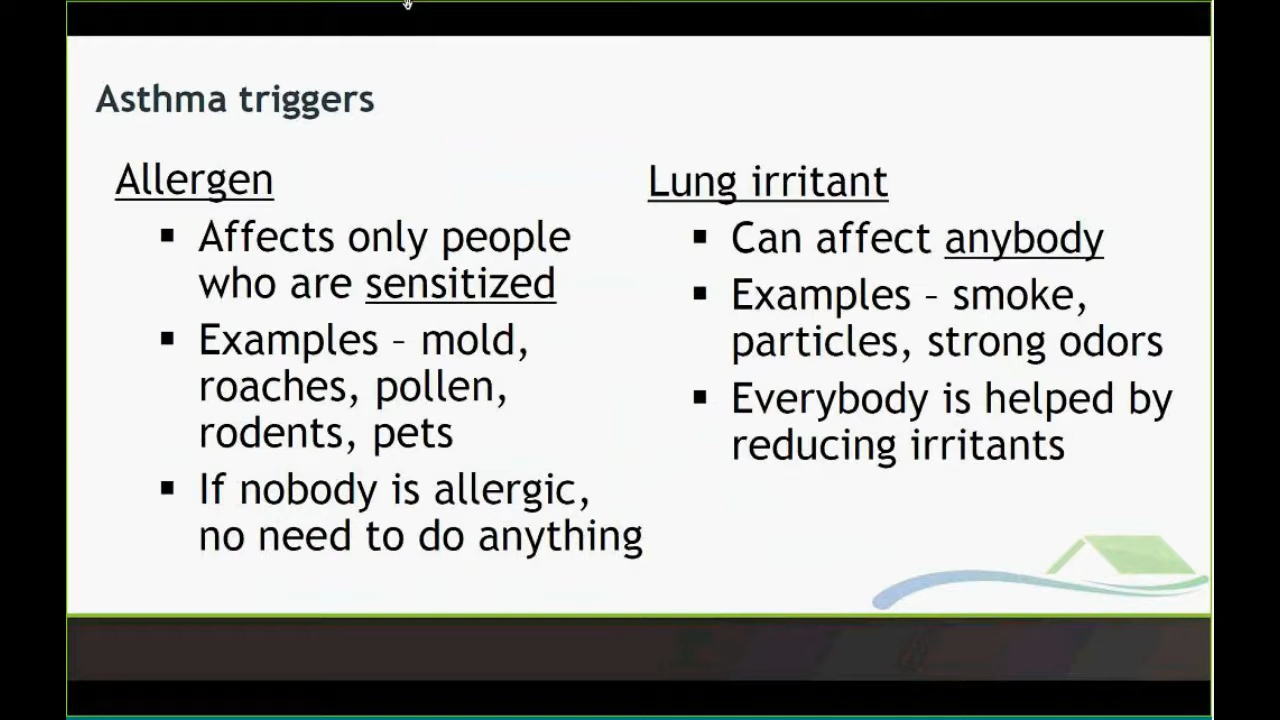 Asthma triggers
Allergen
▪ Affects only people
who are sensitized
▪ Examples – mold,
roaches, pollen,
rodents, pets
▪ If nobody is allergic,
no need to do anything
Lung irritant
▪ Can affect anybody
▪ Examples – smoke,
particles, strong odors
▪ Everybody is helped by
reducing irritants